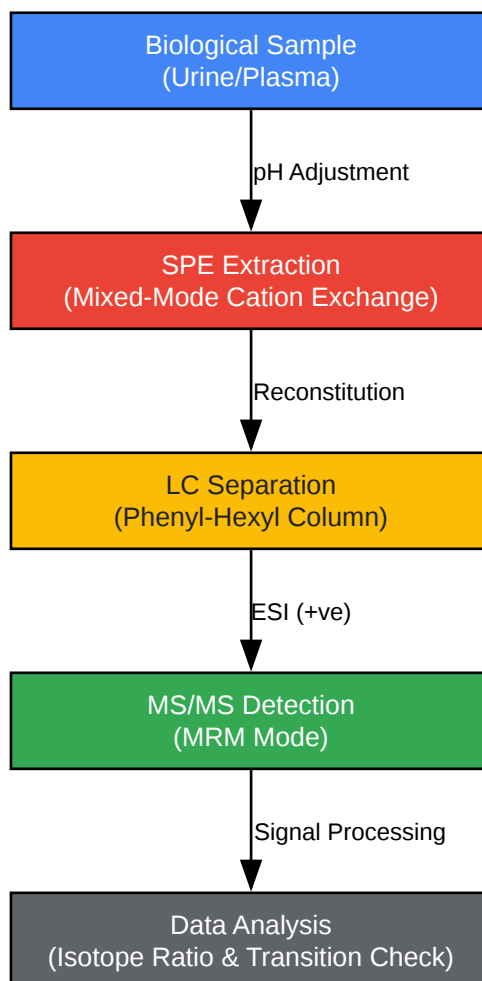 Biological Sample
(Urine/Plasma)
pH Adjustment
SPE Extraction
(Mixed-Mode Cation Exchange)
Reconstitution
LC Separation
(Phenyl-Hexyl Column)
ESI (+ve)
MS/MS Detection
(MRM Mode)
Signal Processing
Data Analysis
(Isotope Ratio & Transition Check)